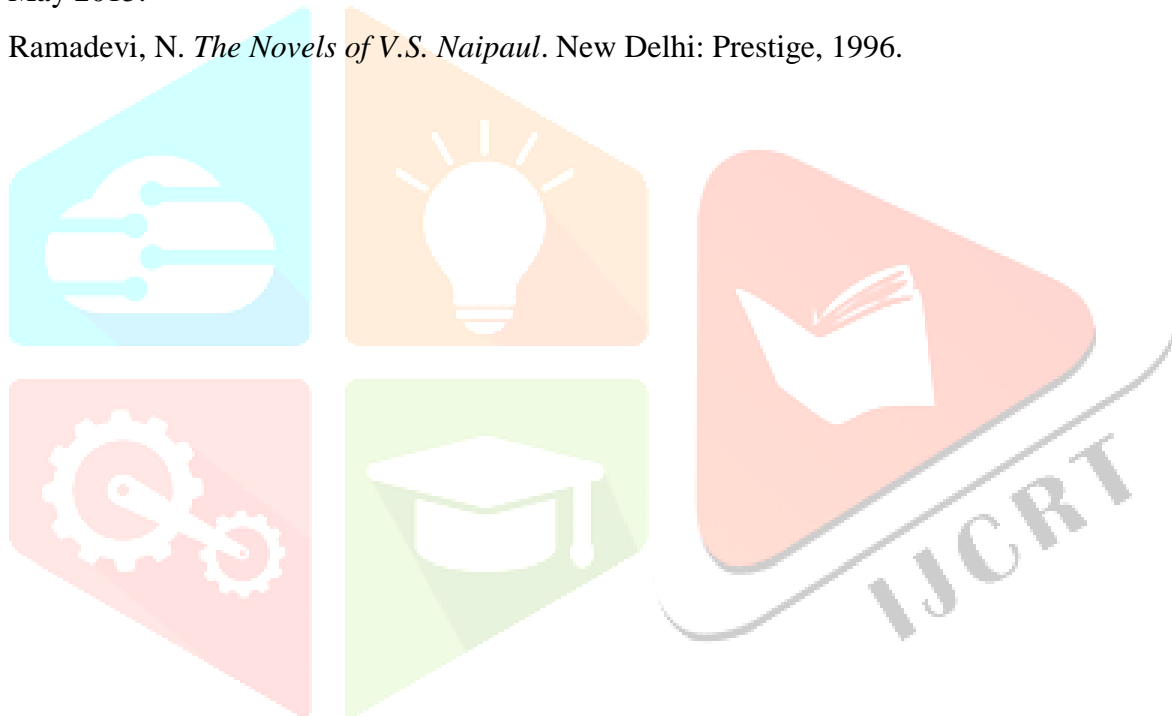 May 2015.
Ramadevi, N. The Novels of V.S. Naipaul. New Delhi: Prestige, 1996.
IJCRT